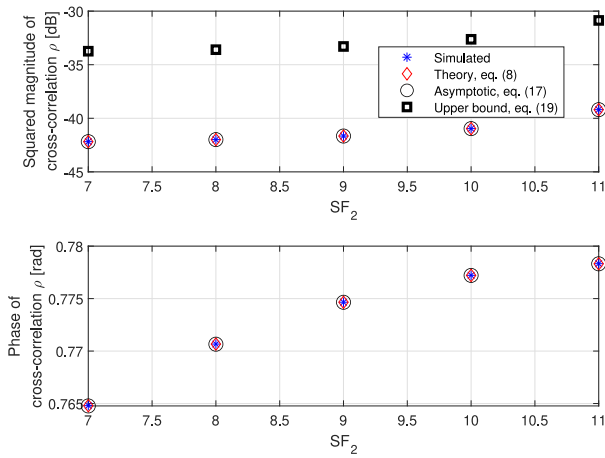 -30
-35
-40
-45
Squared magnitude of
cross-correlation ρ [dB]
Simulated
Theory, eq. (8)
Asymptotic, eq. (17)
Upper bound, eq. (19)
7 7.5 8 8.5 9 9.5 10 10.5 11
SF₂
0.78
0.775
0.77
0.765
Phase of
cross-correlation ρ [rad]
7 7.5 8 8.5 9 9.5 10 10.5 11
SF₂